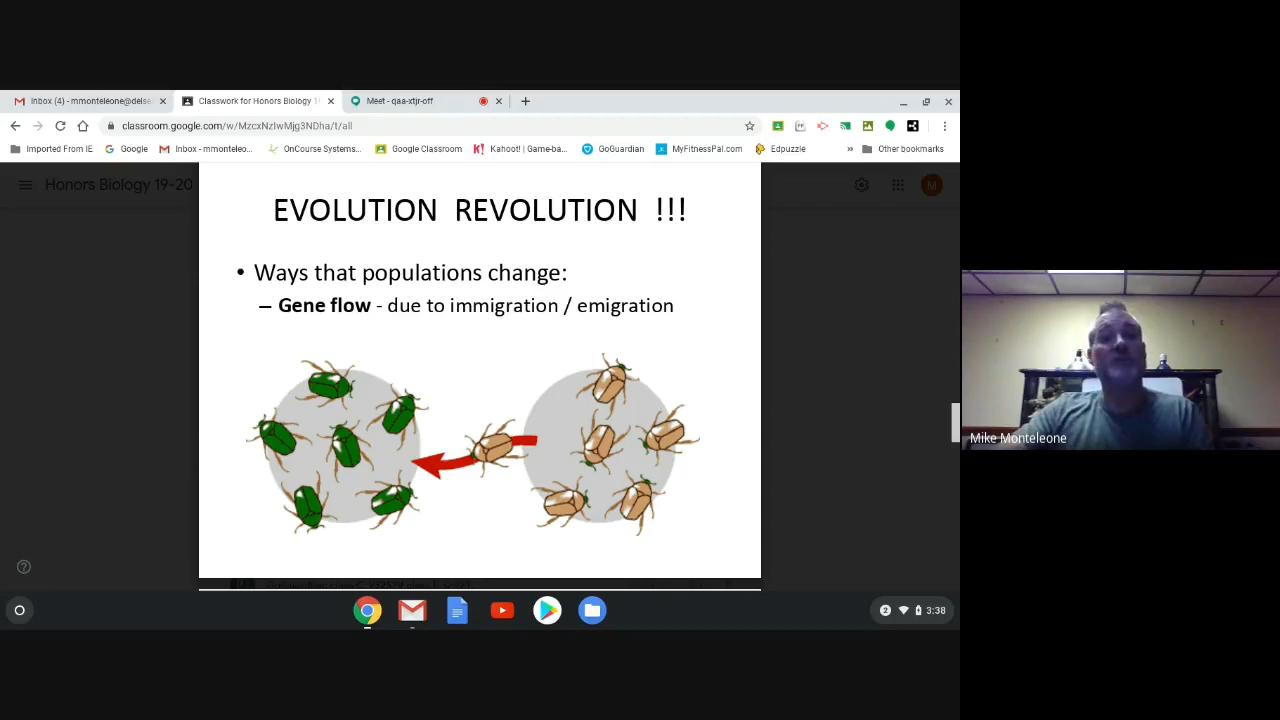 Inbox (4) - mmonteleone@delse
Classwork for Honors Biology 1
Meet - qaa-xtjr-off
classroom.google.com/w/MzcxNzIwMjg3NDha/t/all
Imported From IE
Google
Inbox - mmonteleo...
OnCourse Systems...
Google Classroom
Kahoot! | Game-ba...
GoGuardian
MyFitnessPal.com
Edpuzzle
»
Other bookmarks
Honors Biology 19-20
M
EVOLUTION REVOLUTION !!!
• Ways that populations change:
– Gene flow - due to immigration / emigration
Mike Monteleone
2
3:38